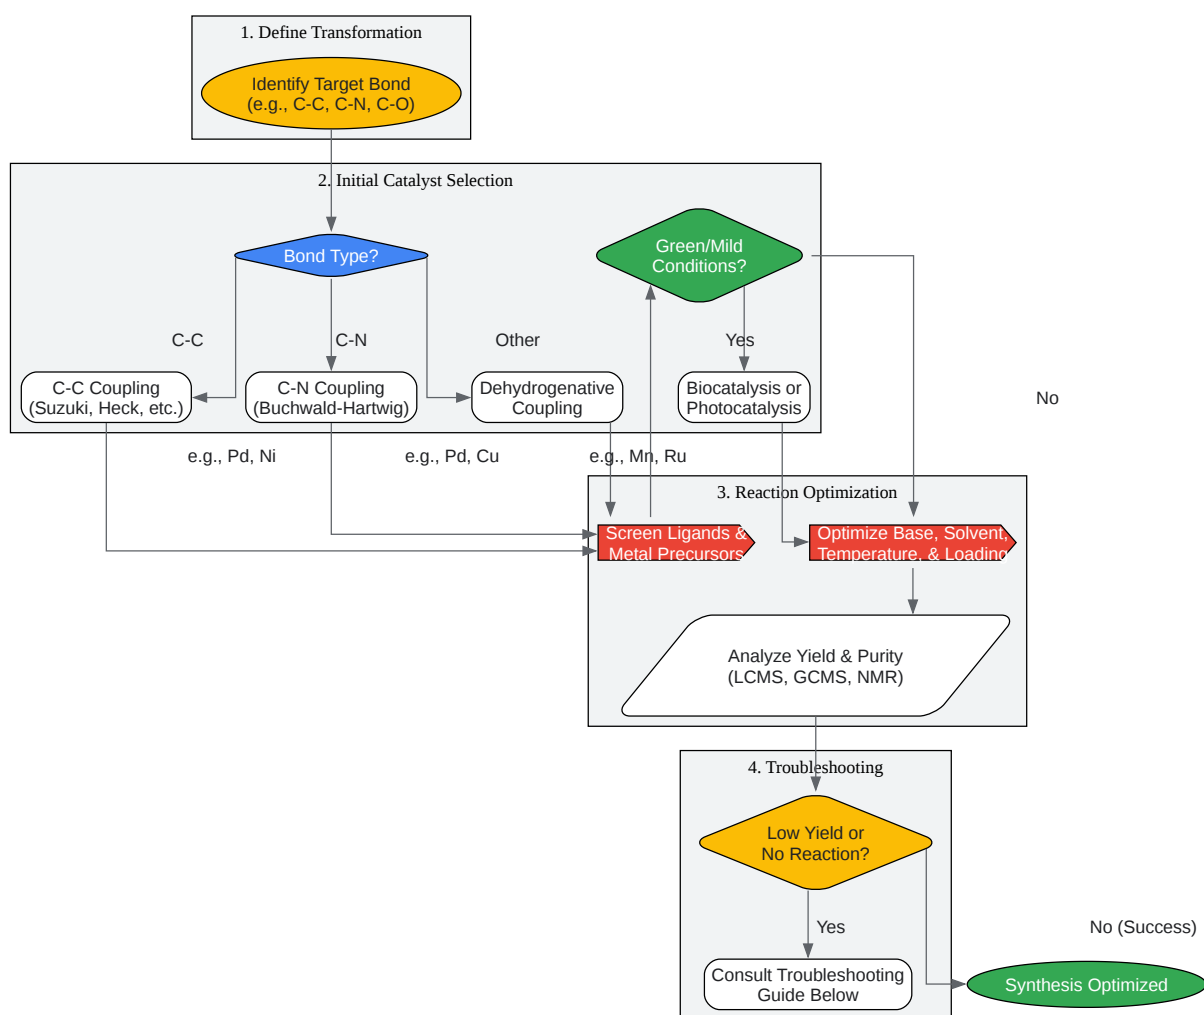 1. Define Transformation
Identify Target Bond
(e.g., C-C, C-N, C-O)
2. Initial Catalyst Selection
Bond Type?
Green/Mild
Conditions?
C-C
C-N
Other
Yes
C-C Coupling
(Suzuki, Heck, etc.)
C-N Coupling
(Buchwald-Hartwig)
Dehydrogenative
Coupling
Biocatalysis or
Photocatalysis
No
e.g., Pd, Ni
e.g., Pd, Cu
e.g., Mn, Ru
3. Reaction Optimization
Screen Ligands &
Metal Precursors
Optimize Base, Solvent,
Temperature, & Loading
Analyze Yield & Purity
(LCMS, GCMS, NMR)
4. Troubleshooting
Low Yield or
No Reaction?
Yes
No (Success)
Consult Troubleshooting
Guide Below
Synthesis Optimized